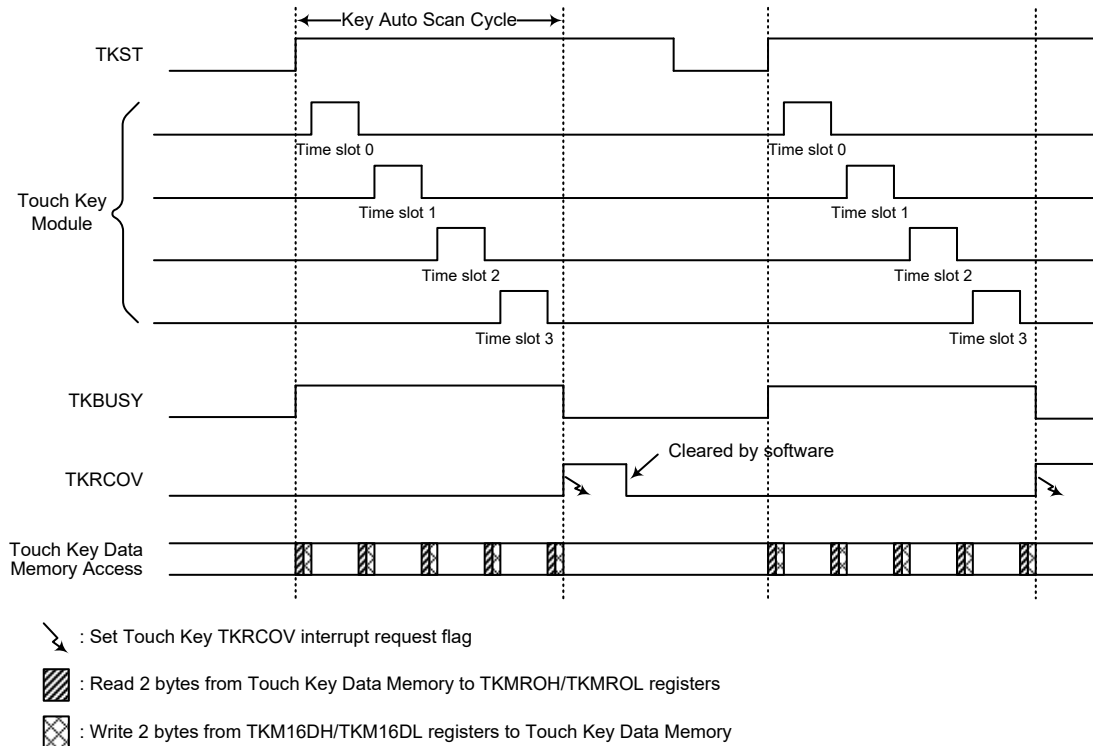 Key Auto Scan Cycle
TKST
Time slot 0
Time slot 0
Time slot 1
Time slot 1
Touch Key
Module
Time slot 2
Time slot 2
Time slot 3
Time slot 3
TKBUSY
Cleared by software
TKRCOV
Touch Key Data
Memory Access
: Set Touch Key TKRCOV interrupt request flag
: Read 2 bytes from Touch Key Data Memory to TKMROH/TKMROL registers
: Write 2 bytes from TKM16DH/TKM16DL registers to Touch Key Data Memory